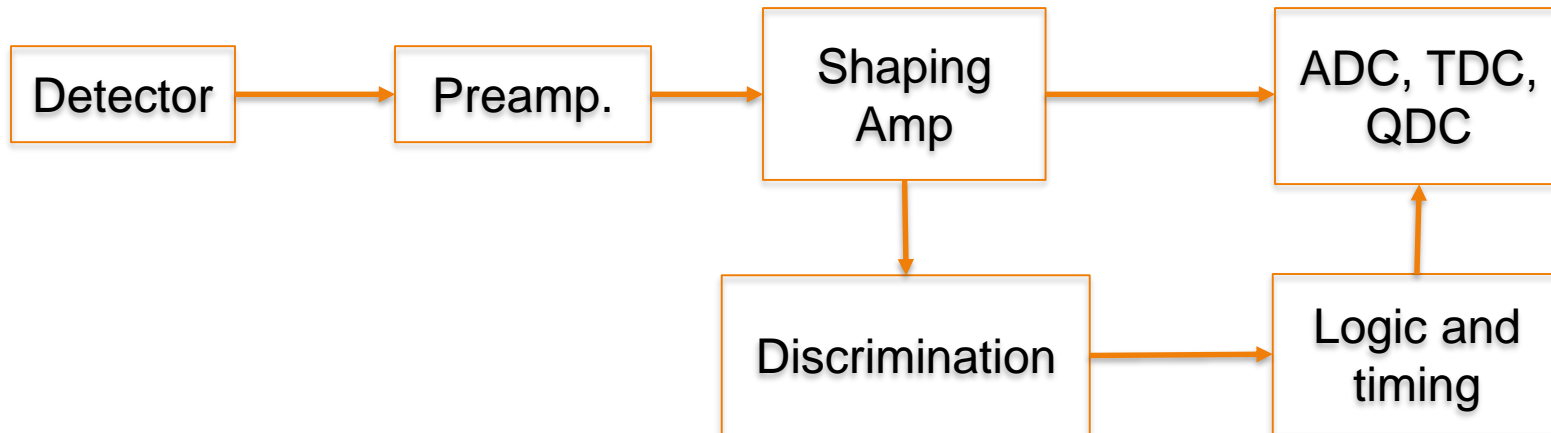 Detector
Preamp.
Shaping
Amp
ADC, TDC,
QDC
Discrimination
Logic and
timing